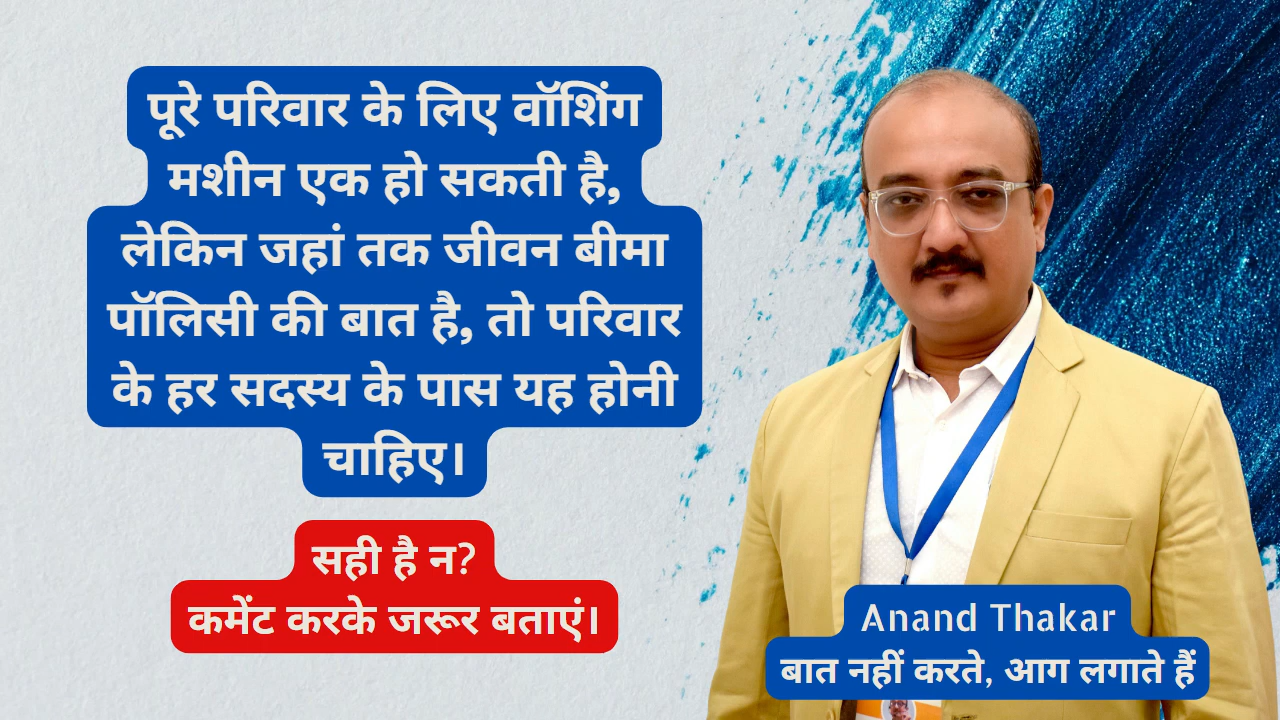 पूरे परिवार के लिए वॉशिंग
मशीन एक हो सकती है,
लेकिन जहां तक जीवन बीमा
पॉलिसी की बात है, तो परिवार
के हर सदस्य के पास यह होनी
चाहिए।
सही है न?
कमेंट करके जरूर बताएं।
Anand Thakar
बात नहीं करते, आग लगाते हैं